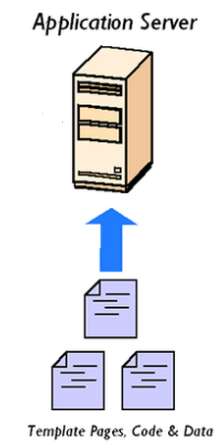 Application Server
Template Pages, Code & Data